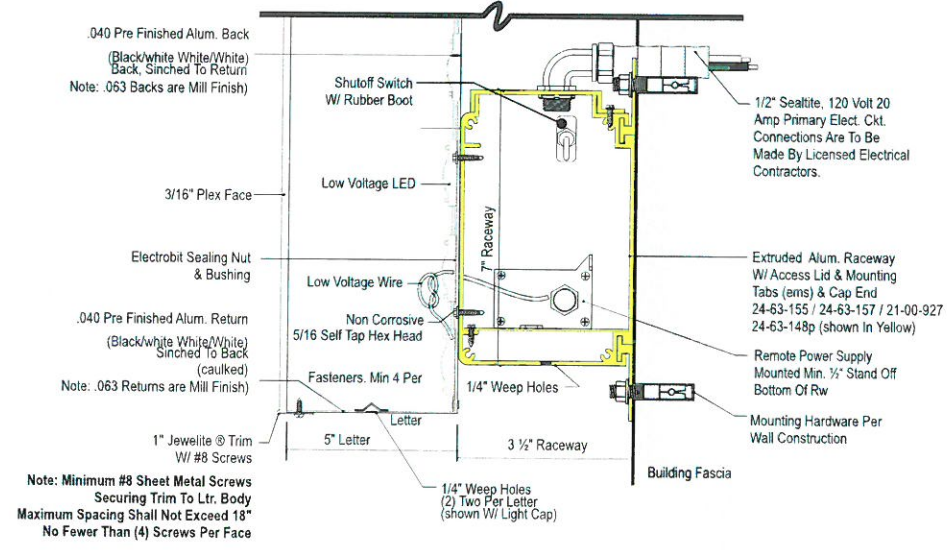 .040 Pre Finished Alum. Back
(Black/white White/White)
Back, Sinched To Return
Note: .063 Backs are Mill Finish)
3/16" Plex Face
Electrobit Sealing Nut
& Bushing
.040 Pre Finished Alum. Return
(Black/white White/White)
Sinched To Back
(caulked)
Note: .063 Returns are Mill Finish)
1" Jewelite ® Trim
W/ #8 Screws
Note: Minimum #8 Sheet Metal Screws
Securing Trim To Ltr. Body
Maximum Spacing Shall Not Exceed 18"
No Fewer Than (4) Screws Per Face
Shutoff Switch
W/ Rubber Boot
Low Voltage LED
Low Voltage Wire
Non Corrosive
5/16 Self Tap Hex Head
Fasteners. Min 4 Per
Letter
5" Letter
7" Raceway
1/4" Weep Holes
3 ½" Raceway
1/4" Weep Holes
(2) Two Per Letter
(shown W/ Light Cap)
1/2" Sealtite, 120 Volt 20
Amp Primary Elect. Ckt.
Connections Are To Be
Made By Licensed Electrical
Contractors.
Extruded Alum. Raceway
W/ Access Lid & Mounting
Tabs (ems) & Cap End
24-63-155 / 24-63-157 / 21-00-927
24-63-148p (shown In Yellow)
Remote Power Supply
Mounted Min. ½" Stand Off
Bottom Of Rw
Mounting Hardware Per
Wall Construction
Building Fascia